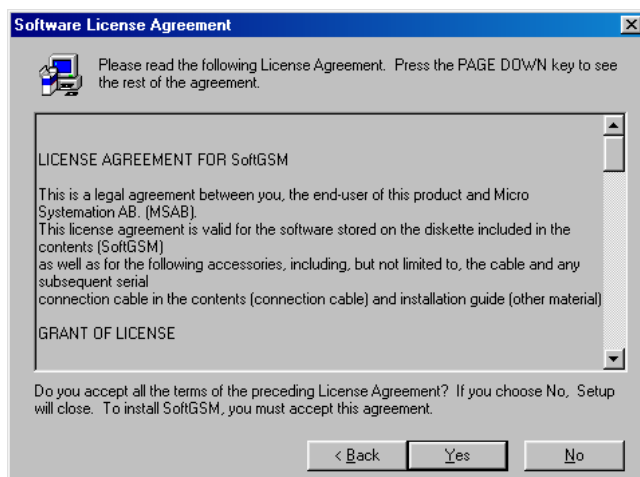 Software License Agreement
Please read the following License Agreement. Press the PAGE DOWN key to see
the rest of the agreement.
LICENSE AGREEMENT FOR SoftGSM
This is a legal agreement between you, the end-user of this product and Micro
Systemation AB. (MSAB).
This license agreement is valid for the software stored on the diskette included in the
contents (SoftGSM)
as well as for the following accessories, including, but not limited to, the cable and any
subsequent serial
connection cable in the contents (connection cable) and installation guide (other material)
GRANT OF LICENSE
Do you accept all the terms of the preceding License Agreement? If you choose No, Setup
will close. To install SoftGSM, you must accept this agreement.
< Back
Yes
No